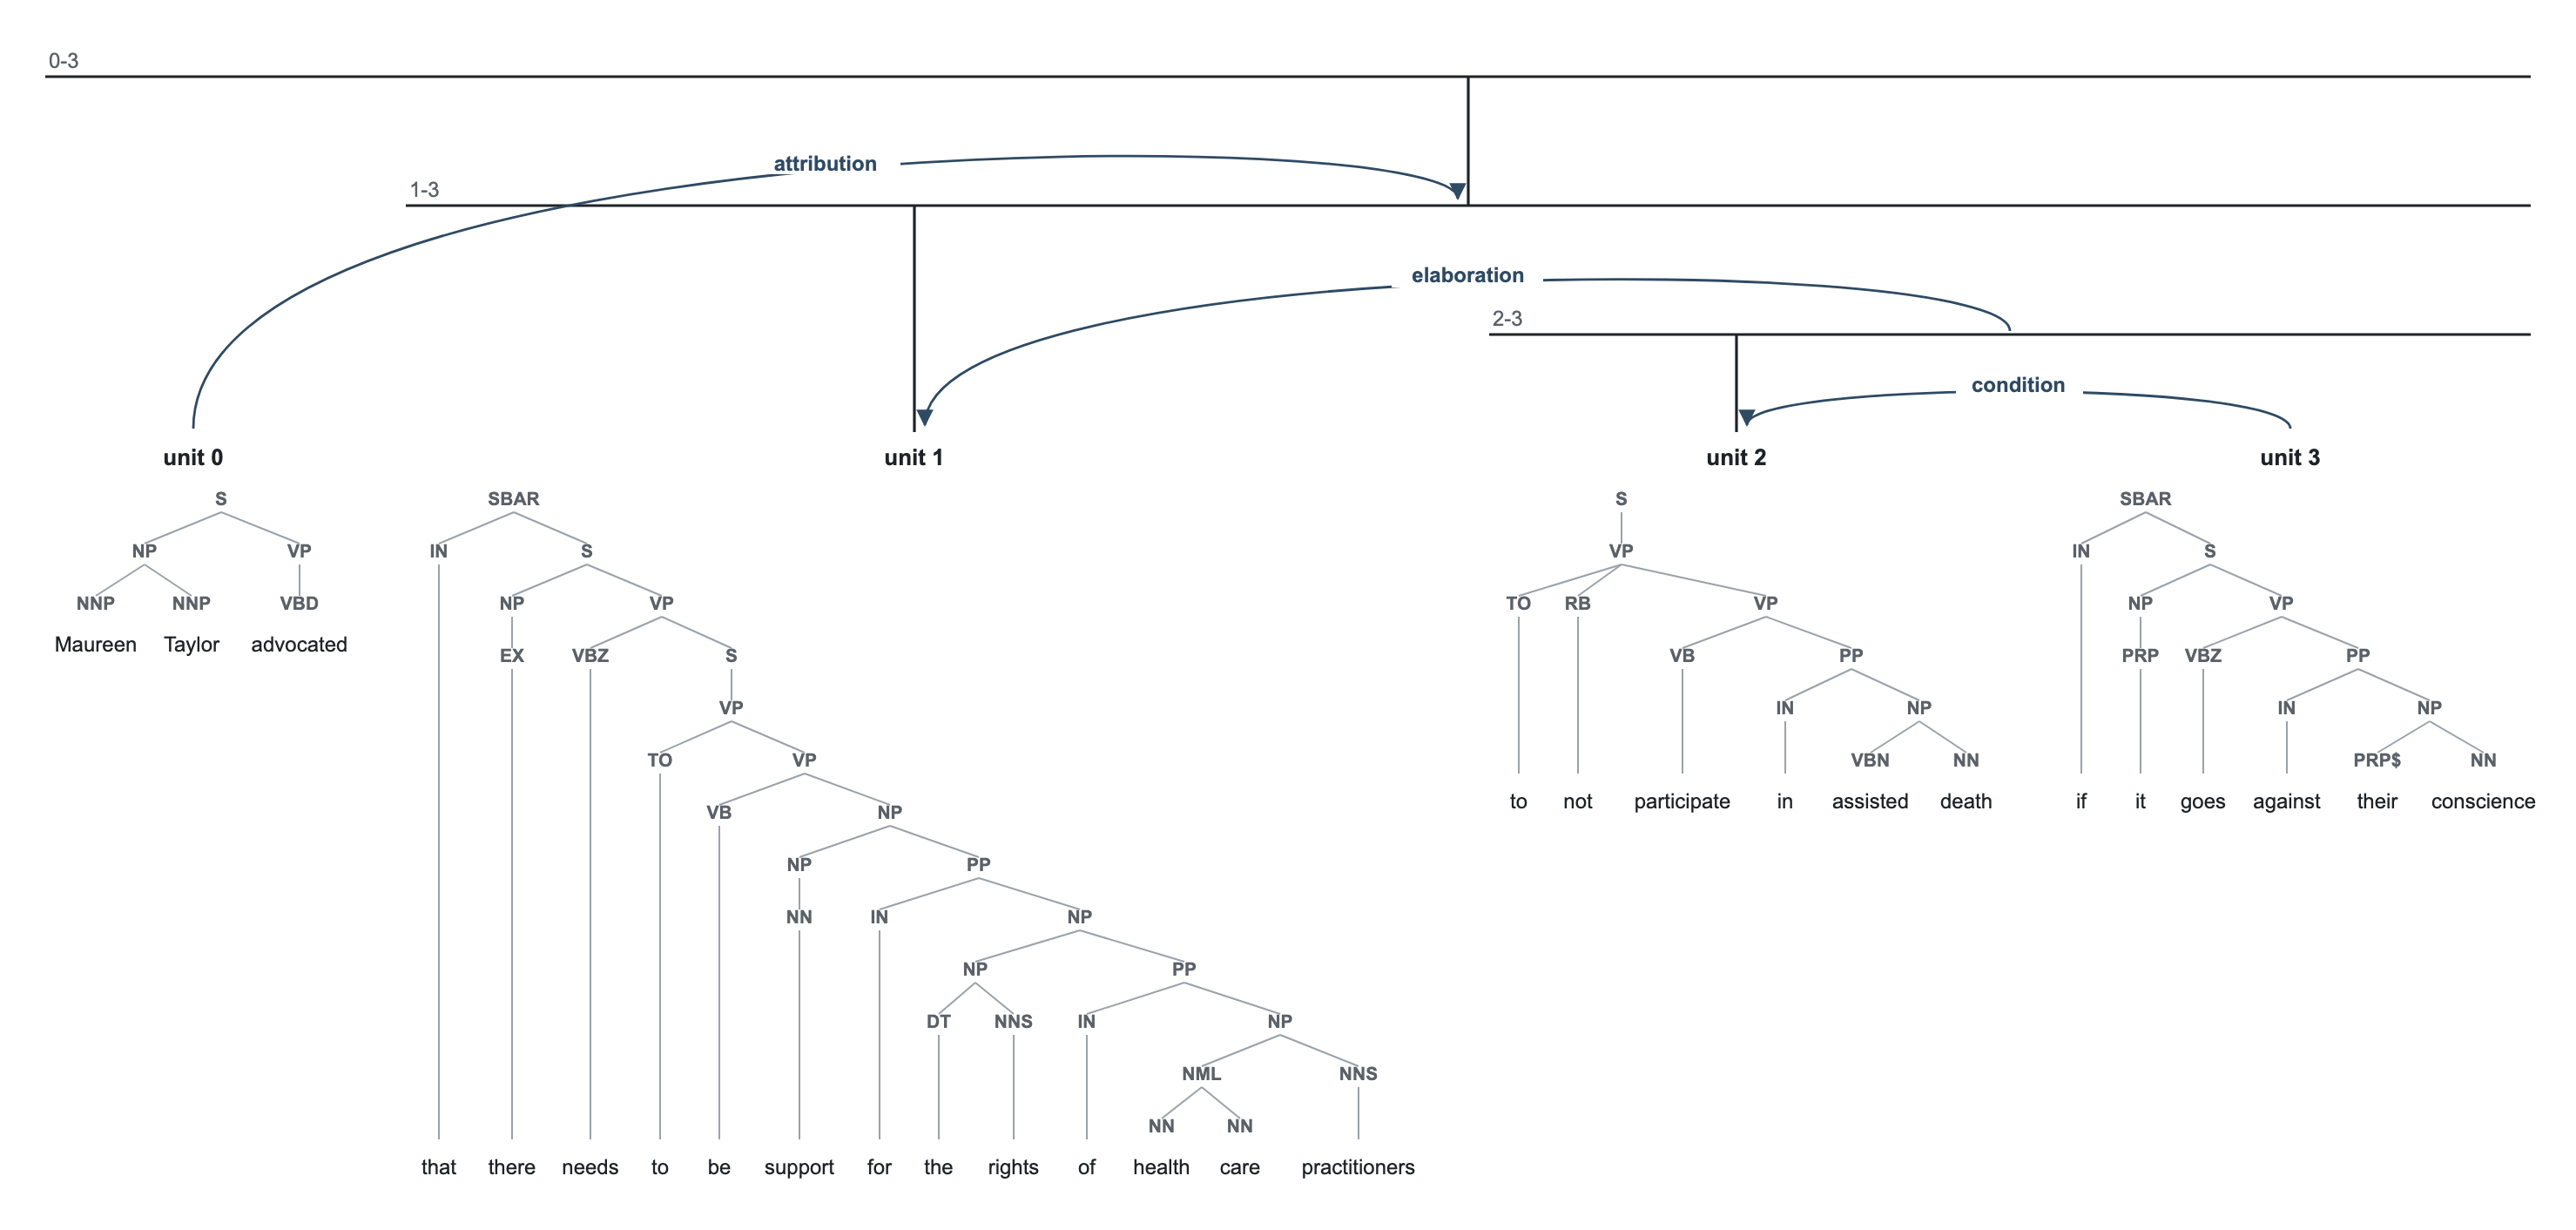 0-3
attribution
1-3
elaboration
2-3
condition
unit 0 unit 1 unit 2 unit 3
S SBAR S SBAR
NP VP IN S VP IN S
NNP NNP VBD NP VP TO RB VP NP VP
Maureen Taylor advocated
EX VBZ S VB PP PRP VBZ PP
VP IN NP IN NP
TO VP VBN NN PRP$ NN
to not participate in assisted death if it goes against their conscience
VB NP
NP PP
NN IN NP
NP PP
DT NNS IN NP
NML NNS
NN NN
that there needs to be support for the rights of health care practitioners